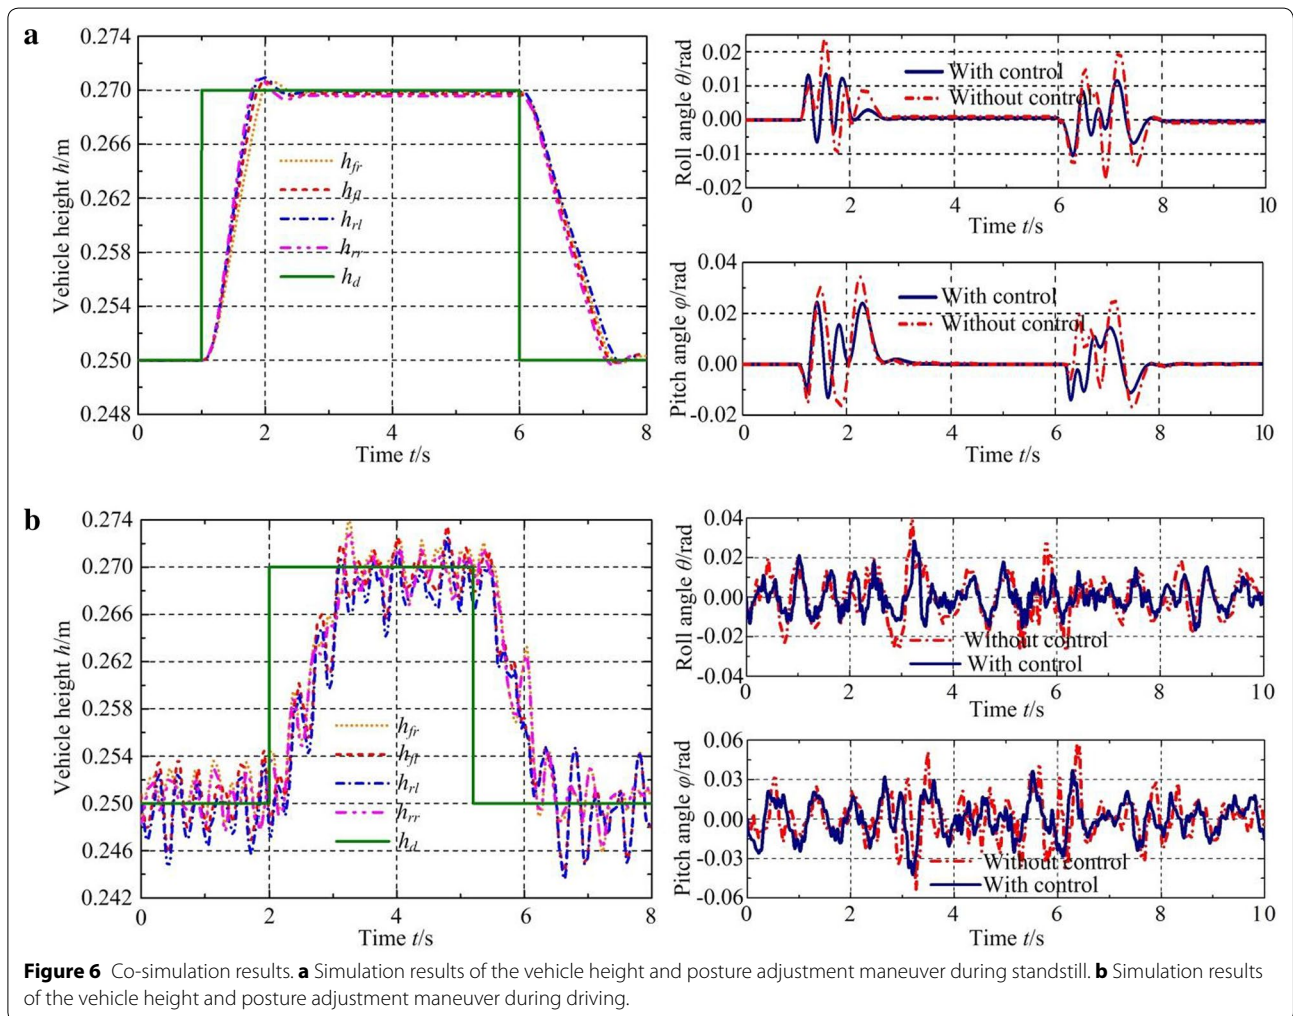 a
Vehicle height h/m
0.274
0.270
0.266
0.262
0.258
0.254
0.250
0.248
h_fr
h_fl
h_rl
h_rr
h_d
0
2
4
6
8
Time t/s
Roll angle θ/rad
0.02
0.01
0.00
-0.01
-0.02
With control
Without control
0
2
4
6
8
10
Time t/s
Pitch angle φ/rad
0.04
0.02
0.00
-0.02
With control
Without control
0
2
4
6
8
10
Time t/s
b
Vehicle height h/m
0.274
0.270
0.266
0.262
0.258
0.254
0.250
0.246
0.242
h_fr
h_fl
h_rl
h_rr
h_d
0
2
4
6
8
Time t/s
Roll angle θ/rad
0.04
0.02
0.00
-0.02
-0.04
Without control
With control
0
2
4
6
8
10
Time t/s
Pitch angle φ/rad
0.06
0.03
0.00
-0.03
-0.06
Without control
With control
0
2
4
6
8
10
Time t/s
Figure 6 Co-simulation results. a Simulation results of the vehicle height and posture adjustment maneuver during standstill. b Simulation results
of the vehicle height and posture adjustment maneuver during driving.